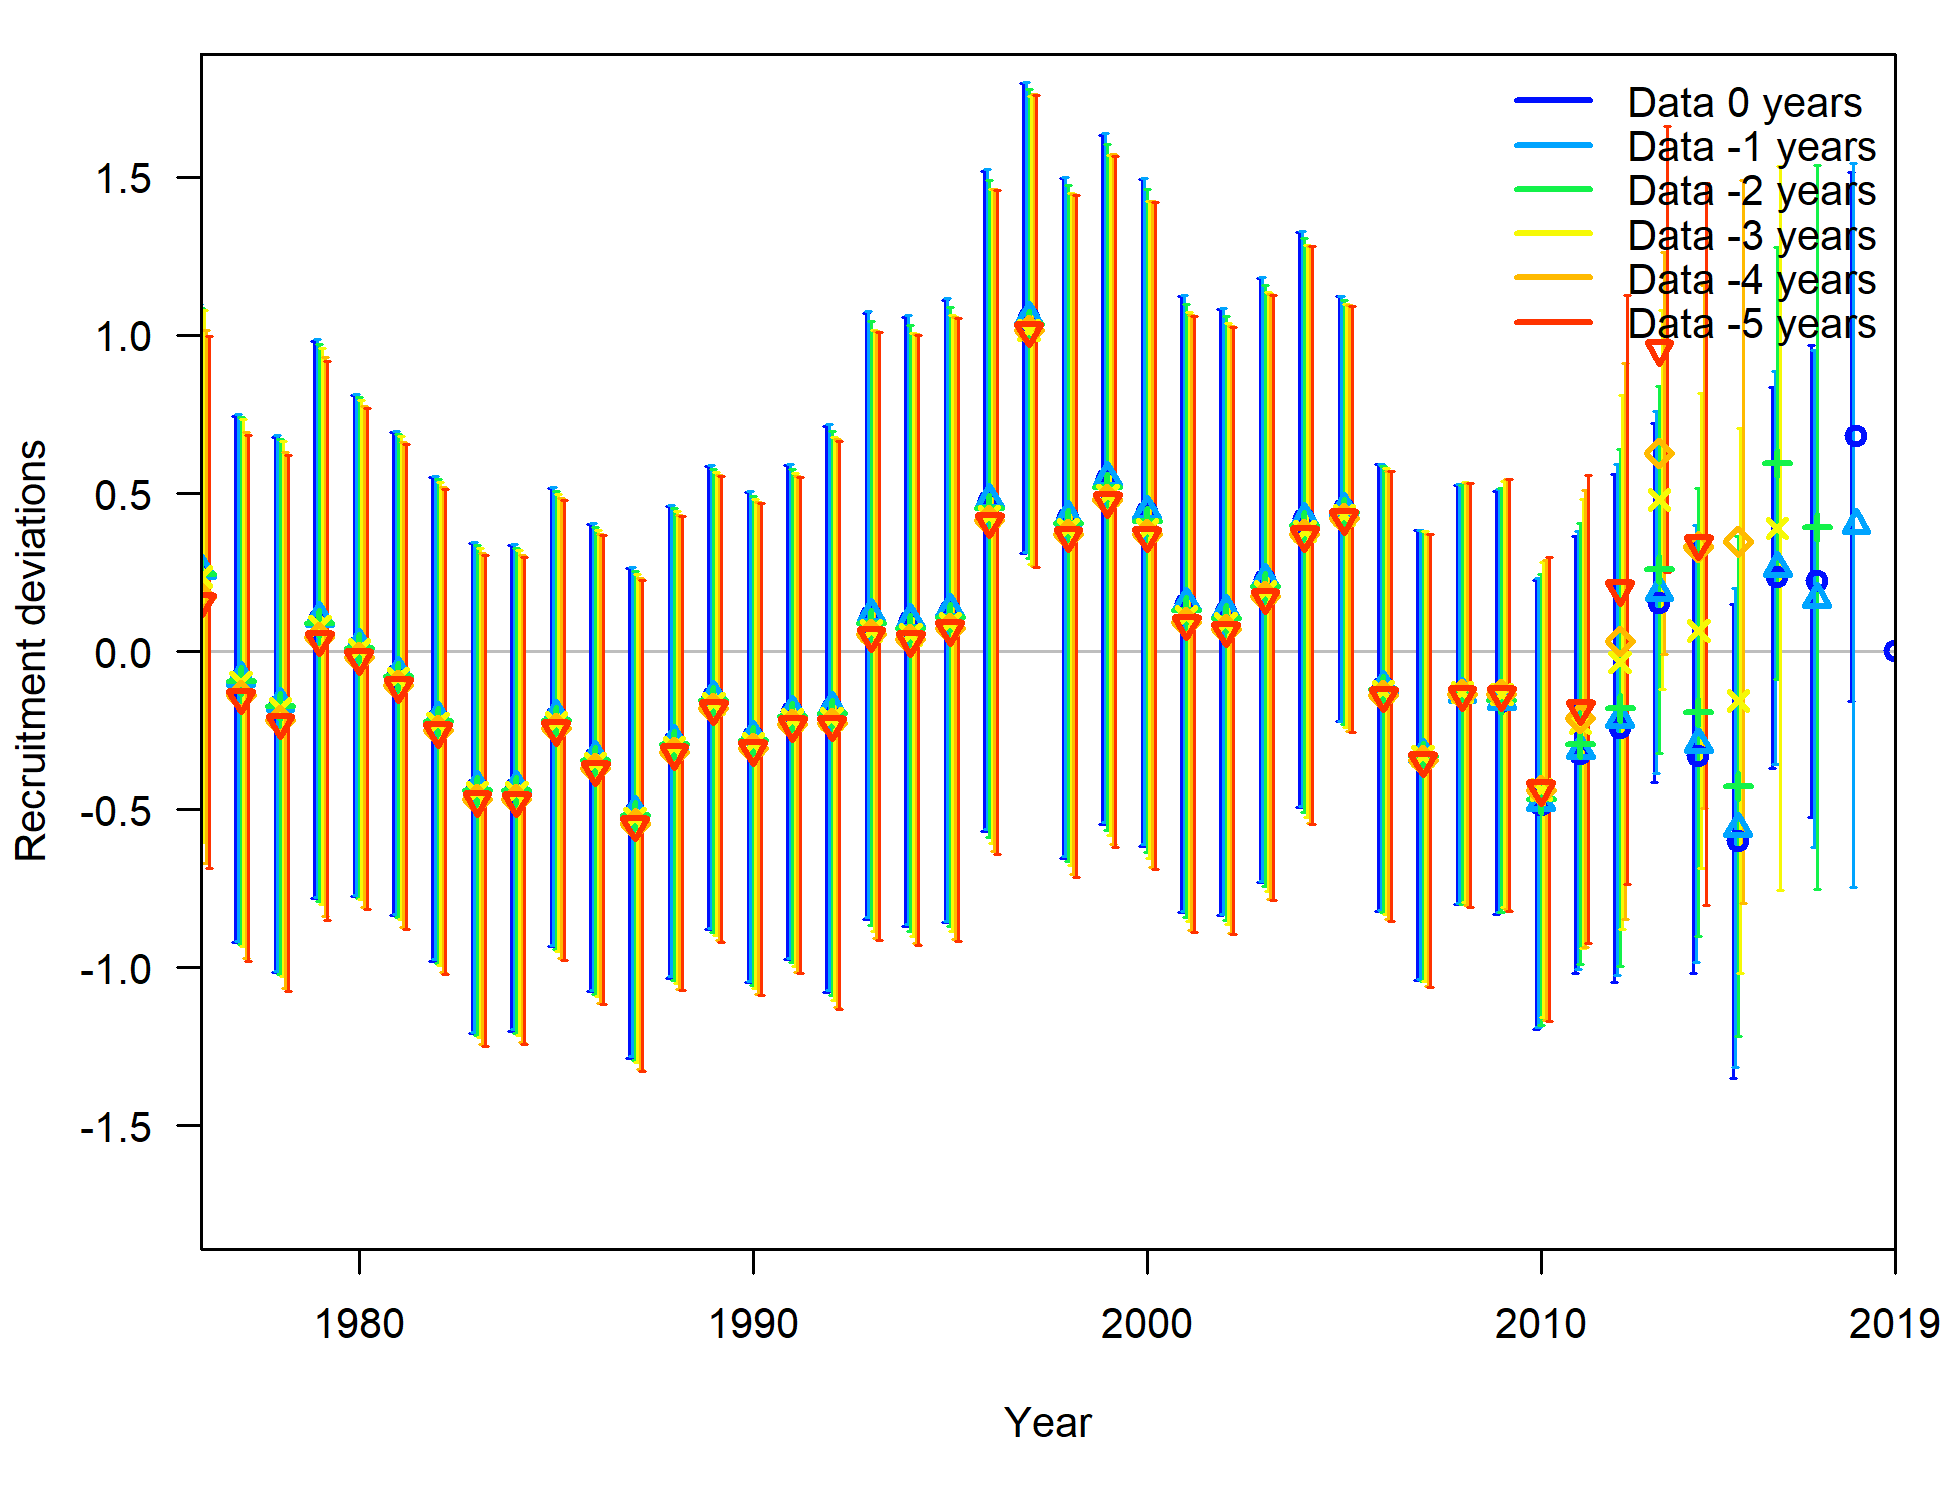 Data 0 years
Data -1 years
Data -2 years
Data -3 years
Data -4 years
Data -5 years
1.5
1.0
0.5
0.0
-0.5
-1.0
-1.5
Recruitment deviations
1980
1990
2000
2010
2019
Year